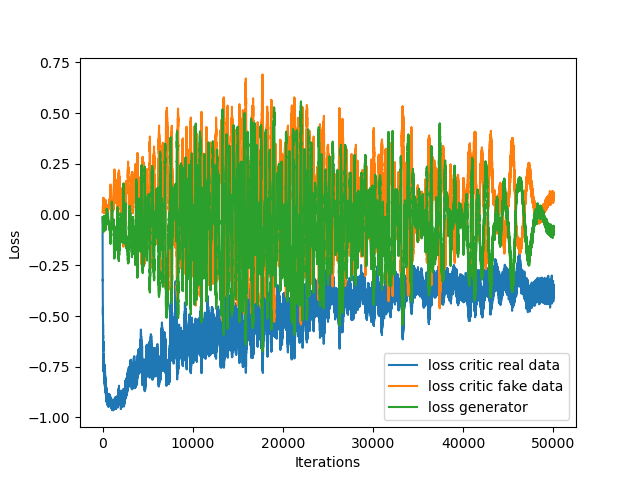 0.75
0.50
0.25
0.00
−0.25
−0.50
−0.75
−1.00
Loss
loss critic real data
loss critic fake data
loss generator
0 10000 20000 30000 40000 50000
Iterations